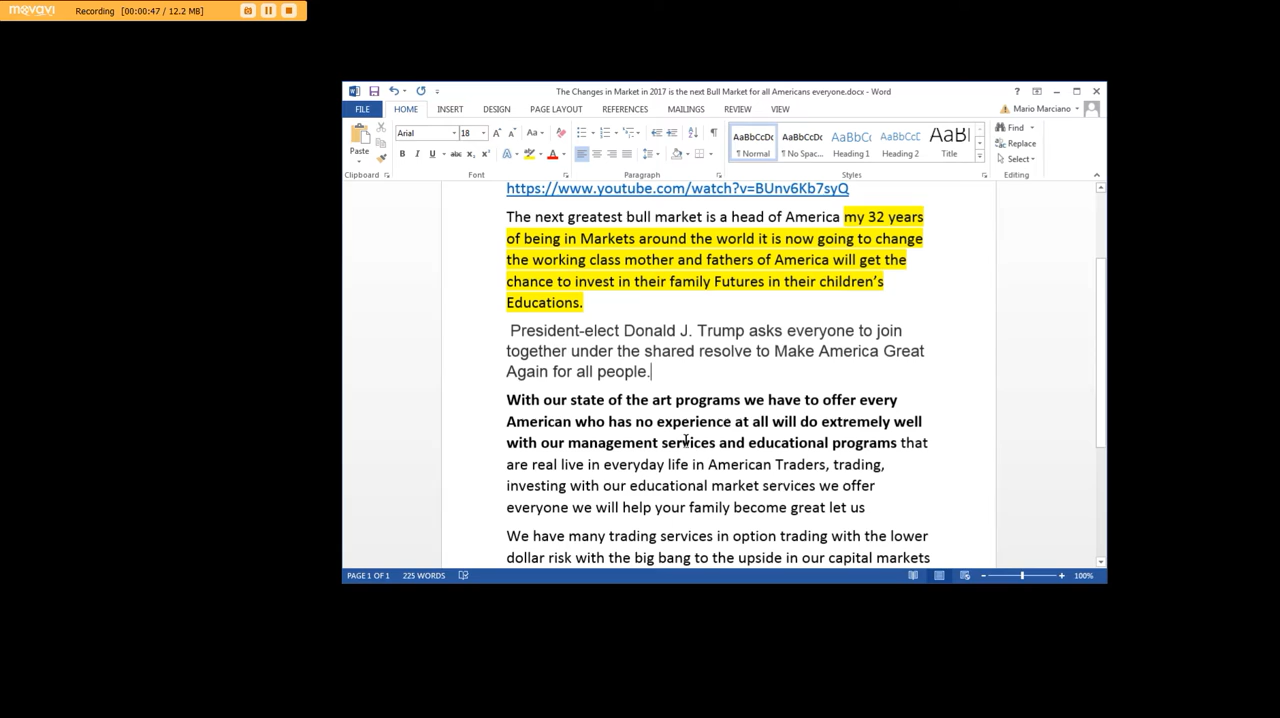 movavi Recording [00:00:47 / 12.2 MB]
The Changes in Market in 2017 is the next Bull Market for all Americans everyone.docx - Word
FILE HOME INSERT DESIGN PAGE LAYOUT REFERENCES MAILINGS REVIEW VIEW Mario Marciano
Arial 18 Aa A A
Paste
B I U abc x₂ x² A A
AaBbCcDc AaBbCcDc AaBbCc AaBbCcC AaBl
¶ Normal ¶ No Spac... Heading 1 Heading 2 Title
Find
Replace
Select
Clipboard Font Paragraph Styles Editing
https://www.youtube.com/watch?v=BUnv6Kb7syQ
The next greatest bull market is a head of America my 32 years
of being in Markets around the world it is now going to change
the working class mother and fathers of America will get the
chance to invest in their family Futures in their children's
Educations.
President-elect Donald J. Trump asks everyone to join
together under the shared resolve to Make America Great
Again for all people.
With our state of the art programs we have to offer every
American who has no experience at all will do extremely well
with our management services and educational programs that
are real live in everyday life in American Traders, trading,
investing with our educational market services we offer
everyone we will help your family become great let us
We have many trading services in option trading with the lower
dollar risk with the big bang to the upside in our capital markets
PAGE 1 OF 1 225 WORDS 100%